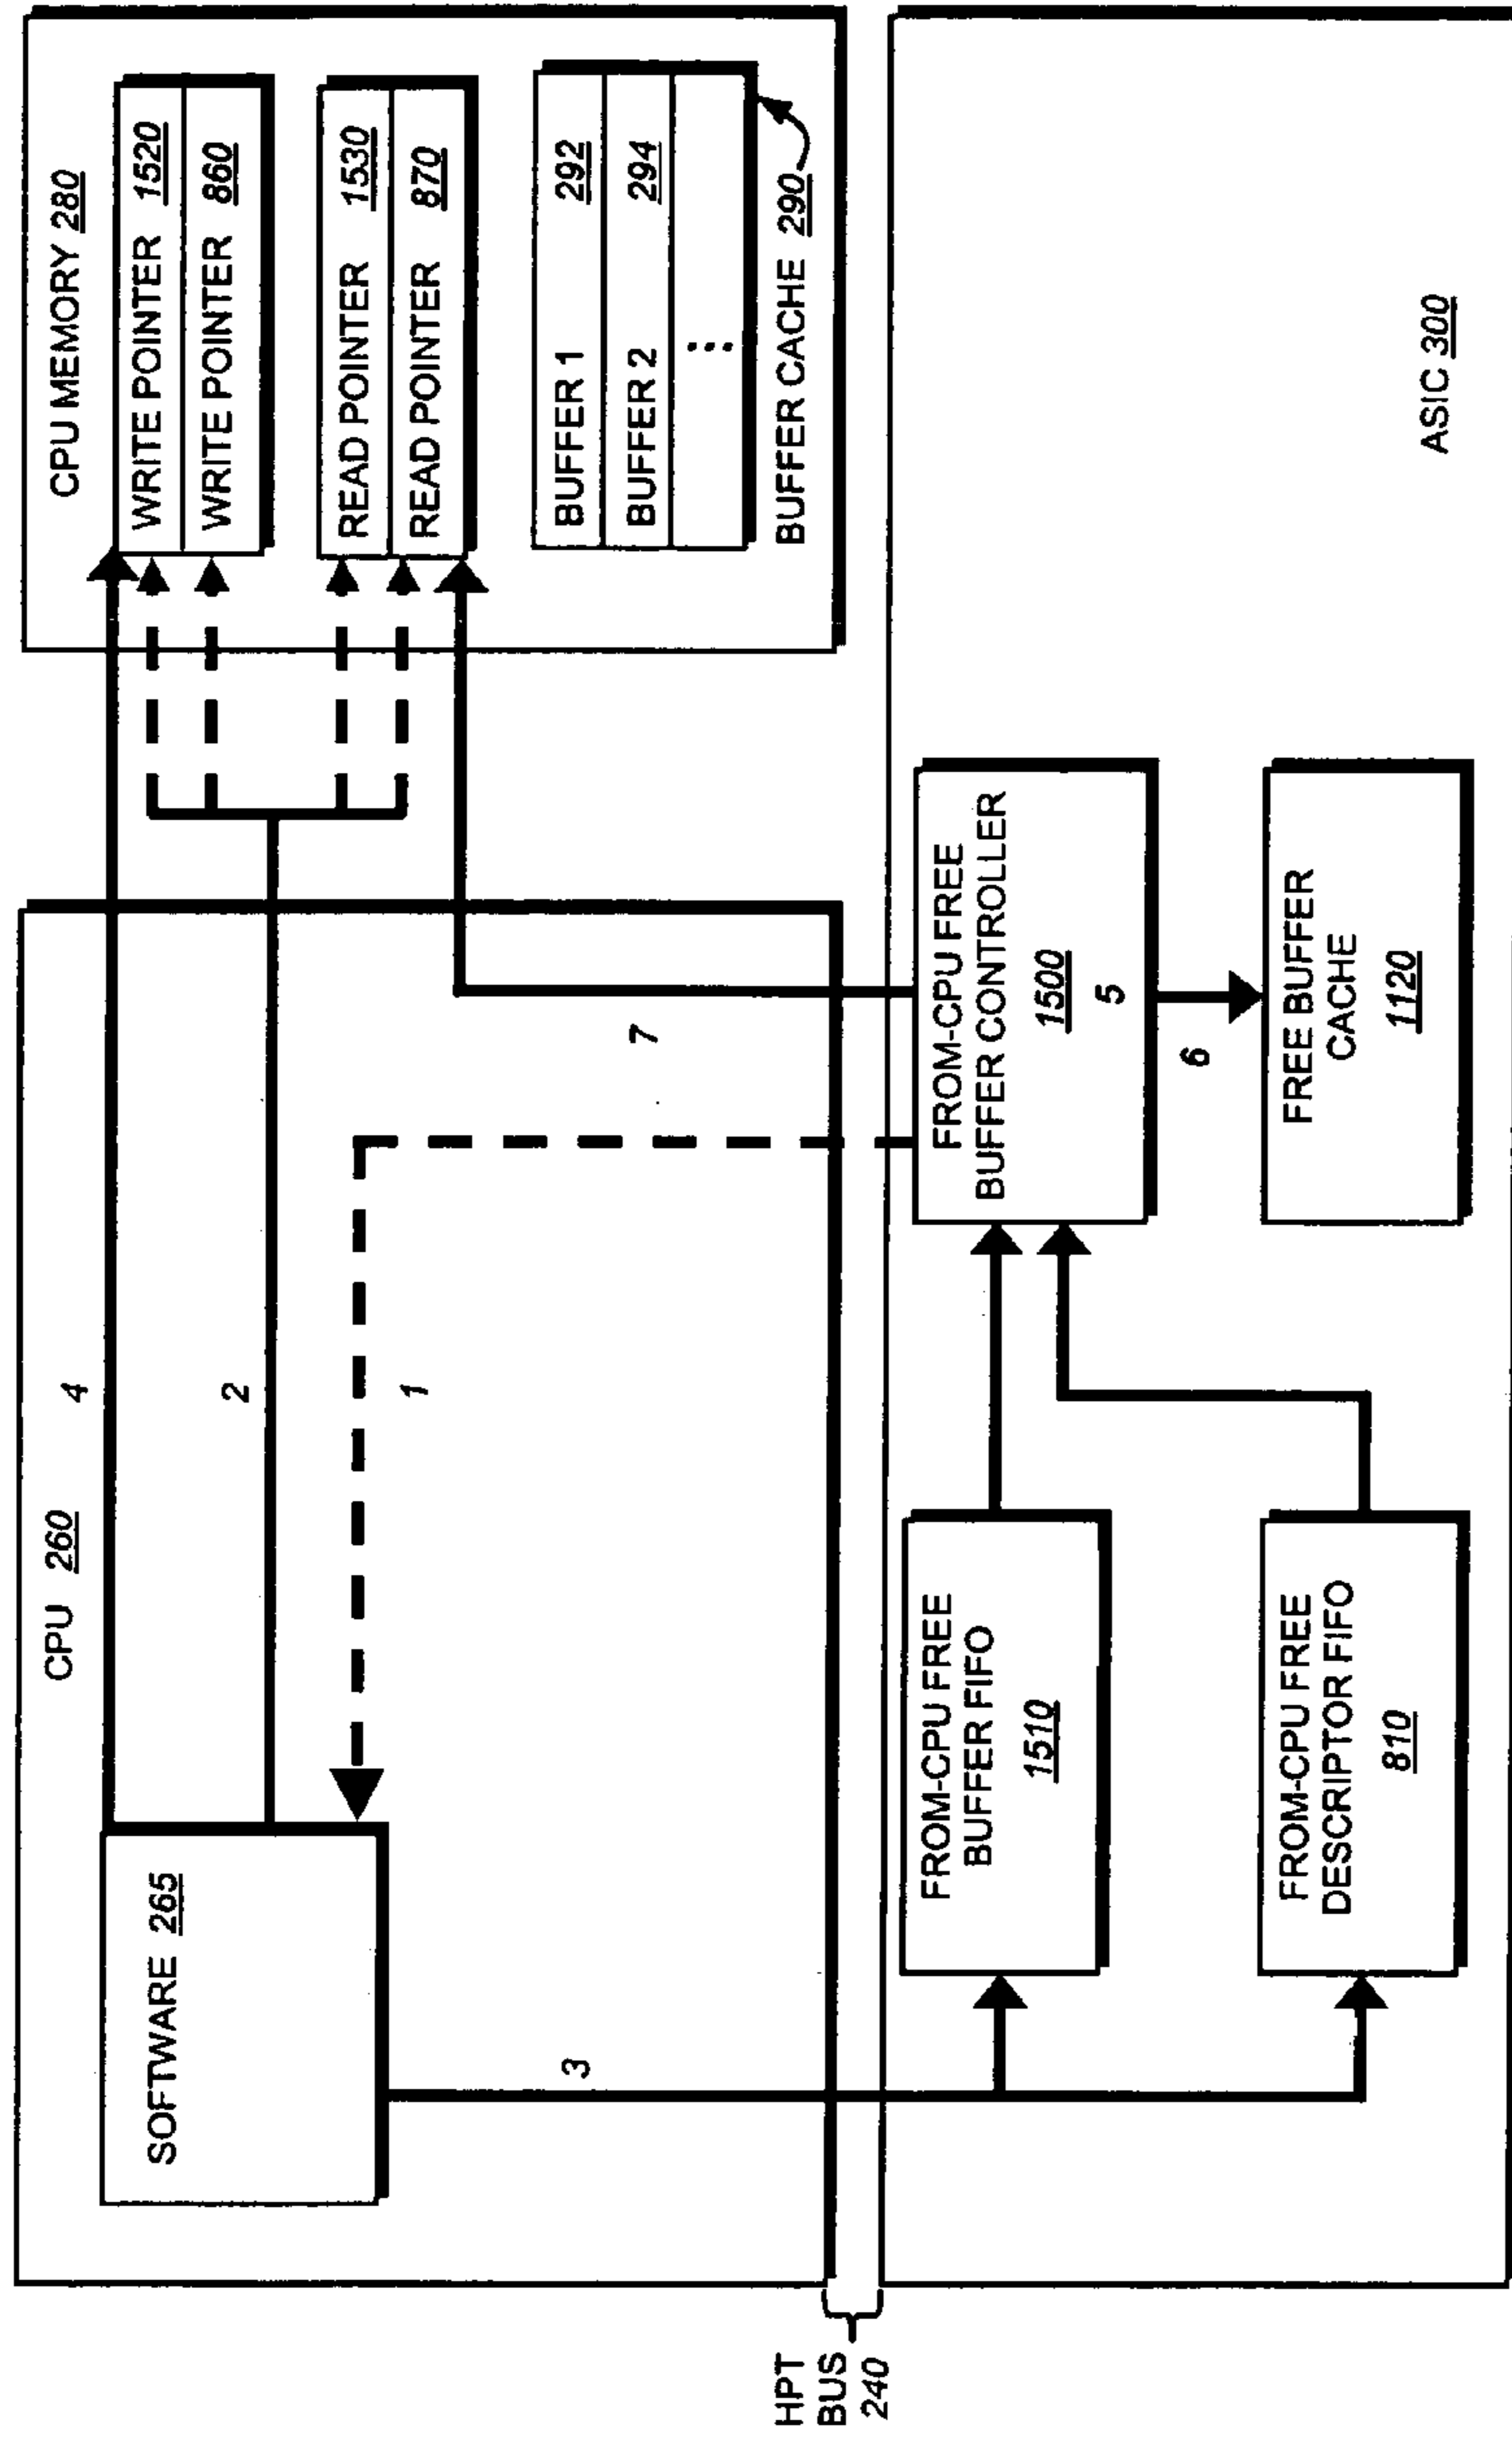 CPU 260
4
2
1
7
3
SOFTWARE 265
CPU MEMORY 280
WRITE POINTER 1520
WRITE POINTER 860
READ POINTER 1530
READ POINTER 870
BUFFER 1 292
BUFFER 2 294
...
BUFFER CACHE 290
HPT
BUS
240
FROM-CPU FREE
BUFFER FIFO
1510
FROM-CPU FREE
DESCRIPTOR FIFO
810
FROM-CPU FREE
BUFFER CONTROLLER
1500
5
6
FREE BUFFER
CACHE
1120
ASIC 300